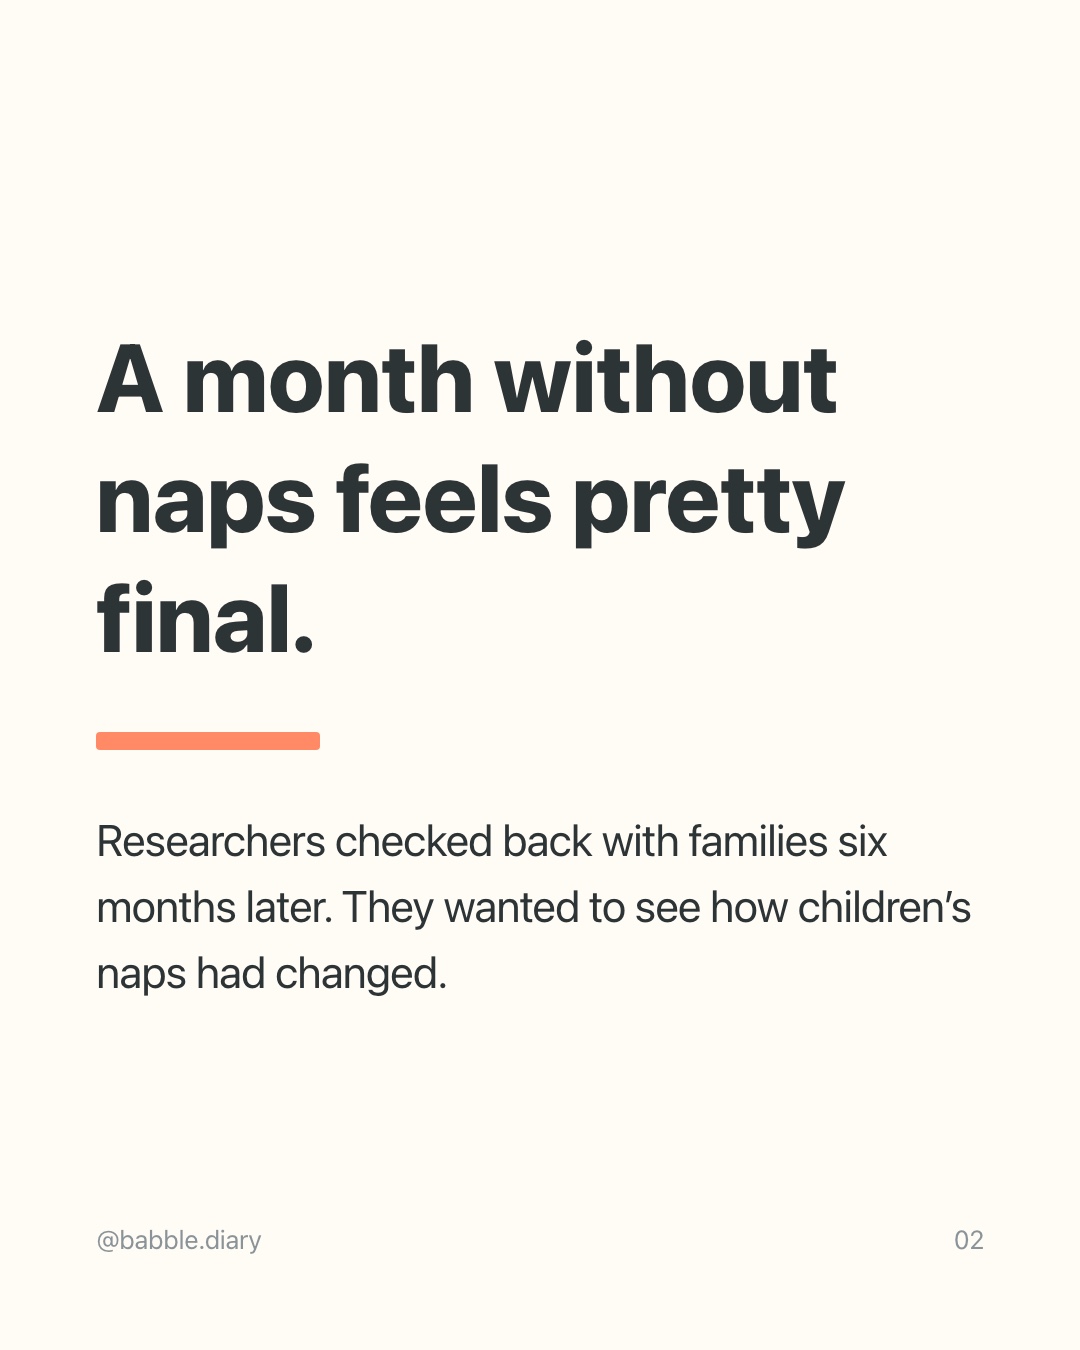 A month without
naps feels pretty
final.
Researchers checked back with families six
months later. They wanted to see how children’s
naps had changed.
@babble.diary
02